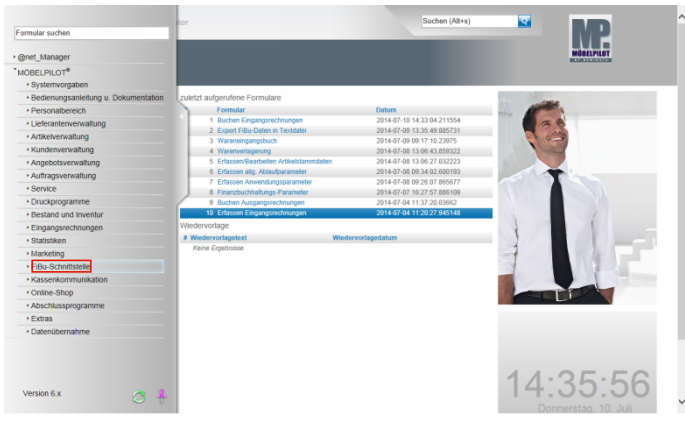 tor
Suchen (Alt+s)
Formular suchen
MP.
MÖBELPILOT
@net_Manager
MÖBELPILOT®
Systemvorgaben
Bedienungsanleitung u. Dokumentation
Personalbereich
Lieferantenverwaltung
Artikelverwaltung
Kundenverwaltung
Angebotsverwaltung
Auftragsverwaltung
Service
Druckprogramme
Bestand und Inventur
Eingangsrechnungen
Statistiken
Marketing
FiBu-Schnittstelle
Kassenkommunikation
Online-Shop
Abschlussprogramme
Extras
Datenübernahme
Version 6.x
zuletzt aufgerufene Formulare
Formular Datum
1 Buchen Eingangsrechnungen 2014-07-10 14:33:04.211554
2 Export FiBu-Daten in Textdatei 2014-07-09 13:35:49.885731
3 Wareneingangsbuch 2014-07-09 09:17:10.23975
4 Warenverlagerung 2014-07-08 13:06:43.859322
5 Erfassen/Bearbeiten Artikelstammdaten 2014-07-08 13:06:27.032223
6 Erfassen allg. Ablaufparameter 2014-07-08 09:34:02.600193
7 Erfassen Anwendungsparameter 2014-07-08 09:26:07.865677
8 Finanzbuchhaltungs-Parameter 2014-07-07 16:27:57.886109
9 Buchen Ausgangsrechnungen 2014-07-04 11:37:20.03662
10 Erfassen Eingangsrechnungen 2014-07-04 11:20:27.945148
Wiedervorlage
# Wiedervorlagetext Wiedervorlagedatum
Keine Ergebnisse
14:35:56
Donnerstag, 10. Juli